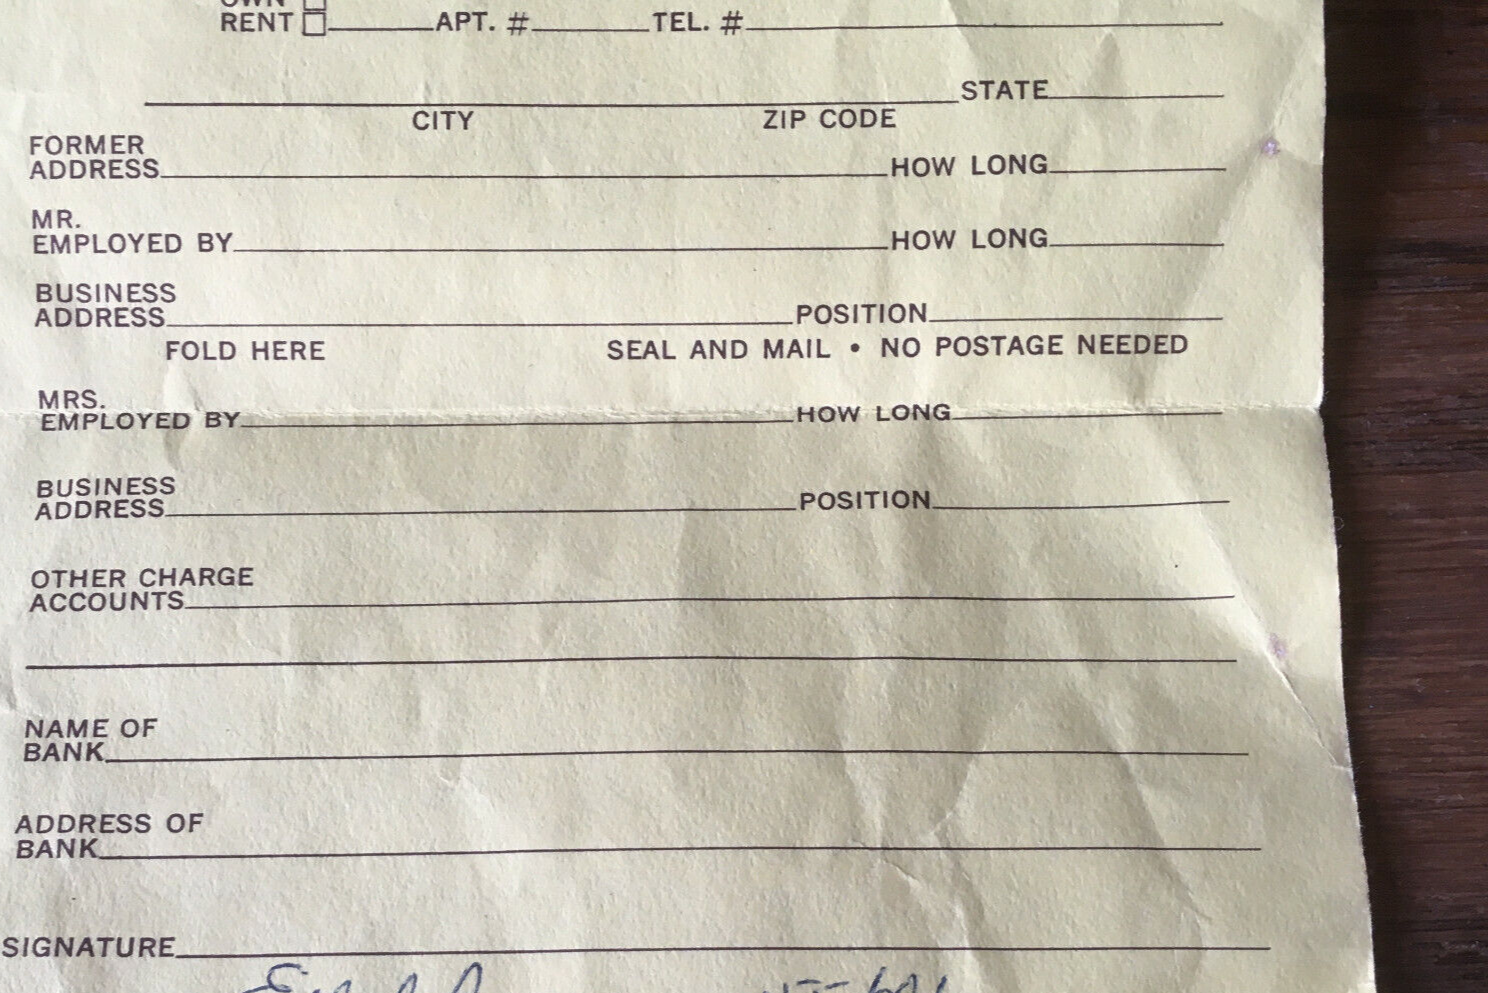 OWN
RENT APT. # TEL. #
STATE
CITY ZIP CODE
FORMER
ADDRESS HOW LONG
MR.
EMPLOYED BY HOW LONG
BUSINESS
ADDRESS POSITION
FOLD HERE SEAL AND MAIL • NO POSTAGE NEEDED
MRS.
EMPLOYED BY HOW LONG
BUSINESS
ADDRESS POSITION
OTHER CHARGE
ACCOUNTS
NAME OF
BANK
ADDRESS OF
BANK
SIGNATURE